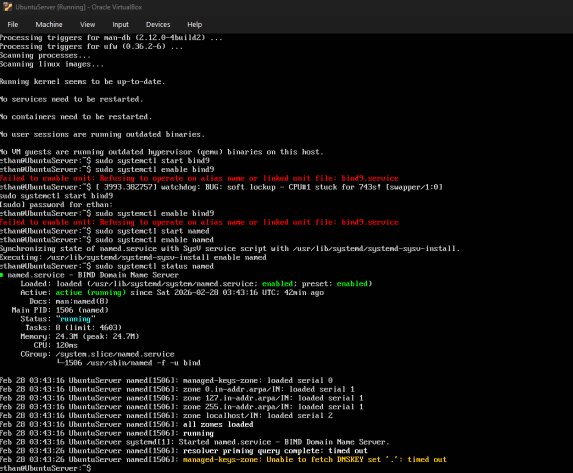 UbuntuServer [Running] - Oracle VirtualBox
File Machine View Input Devices Help
Processing triggers for man-db (2.12.0-4build2) ...
Processing triggers for ufw (0.36.2-6) ...
Scanning processes...
Scanning linux images...
Running kernel seems to be up-to-date.
No services need to be restarted.
No containers need to be restarted.
No user sessions are running outdated binaries.
No VM guests are running outdated hypervisor (qemu) binaries on this host.
ethan@UbuntuServer:~$ sudo systemctl start bind9
ethan@UbuntuServer:~$ sudo systemctl enable bind9
Failed to enable unit: Refusing to operate on alias name or linked unit file: bind9.service
ethan@UbuntuServer:~$ [ 3993.382757] watchdog: BUG: soft lockup - CPU#1 stuck for 743s! [swapper/1:0]
sudo systemctl start bind9
[sudo] password for ethan:
ethan@UbuntuServer:~$ sudo systemctl enable bind9
Failed to enable unit: Refusing to operate on alias name or linked unit file: bind9.service
ethan@UbuntuServer:~$ sudo systemctl start named
ethan@UbuntuServer:~$ sudo systemctl enable named
Synchronizing state of named.service with SysV service script with /usr/lib/systemd/systemd-sysv-install.
Executing: /usr/lib/systemd/systemd-sysv-install enable named
ethan@UbuntuServer:~$ sudo systemctl status named
● named.service - BIND Domain Name Server
Loaded: loaded (/usr/lib/systemd/system/named.service; enabled; preset: enabled)
Active: active (running) since Sat 2026-02-28 03:43:16 UTC; 42min ago
Docs: man:named(8)
Main PID: 1506 (named)
Status: "running"
Tasks: 8 (limit: 4603)
Memory: 24.3M (peak: 24.7M)
CPU: 120ms
CGroup: /system.slice/named.service
└─1506 /usr/sbin/named -f -u bind
Feb 28 03:43:16 UbuntuServer named[1506]: managed-keys-zone: loaded serial 0
Feb 28 03:43:16 UbuntuServer named[1506]: zone 0.in-addr.arpa/IN: loaded serial 1
Feb 28 03:43:16 UbuntuServer named[1506]: zone 127.in-addr.arpa/IN: loaded serial 1
Feb 28 03:43:16 UbuntuServer named[1506]: zone 255.in-addr.arpa/IN: loaded serial 1
Feb 28 03:43:16 UbuntuServer named[1506]: zone localhost/IN: loaded serial 2
Feb 28 03:43:16 UbuntuServer named[1506]: all zones loaded
Feb 28 03:43:16 UbuntuServer named[1506]: running
Feb 28 03:43:16 UbuntuServer systemd[1]: Started named.service - BIND Domain Name Server.
Feb 28 03:43:26 UbuntuServer named[1506]: resolver priming query complete: timed out
Feb 28 03:43:26 UbuntuServer named[1506]: managed-keys-zone: Unable to fetch DNSKEY set '.': timed out
ethan@UbuntuServer:~$